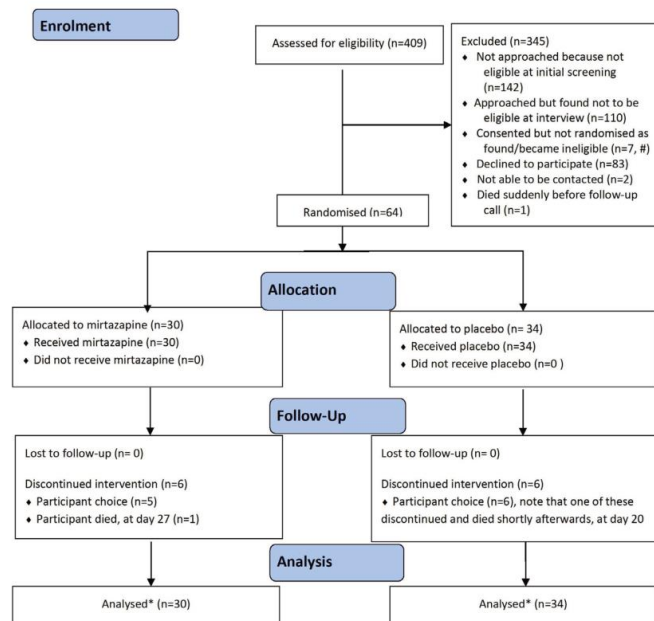 Enrolment
Assessed for eligibility (n=409)
Excluded (n=345)
♦ Not approached because not
eligible at initial screening
(n=142)
♦ Approached but found not to be
eligible at interview (n=110)
♦ Consented but not randomised as
found/became ineligible (n=7, #)
♦ Declined to participate (n=83)
♦ Not able to be contacted (n=2)
♦ Died suddenly before follow-up
call (n=1)
Randomised (n=64)
Allocation
Allocated to mirtazapine (n=30)
♦ Received mirtazapine (n=30)
♦ Did not receive mirtazapine (n=0)
Allocated to placebo (n= 34)
♦ Received placebo (n=34)
♦ Did not receive placebo (n=0 )
Follow-Up
Lost to follow-up (n= 0)
Discontinued intervention (n=6)
♦ Participant choice (n=5)
♦ Participant died, at day 27 (n=1)
Lost to follow-up (n= 0)
Discontinued intervention (n=6)
♦ Participant choice (n=6), note that one of these
discontinued and died shortly afterwards, at day 20
Analysis
Analysed* (n=30)
Analysed* (n=34)